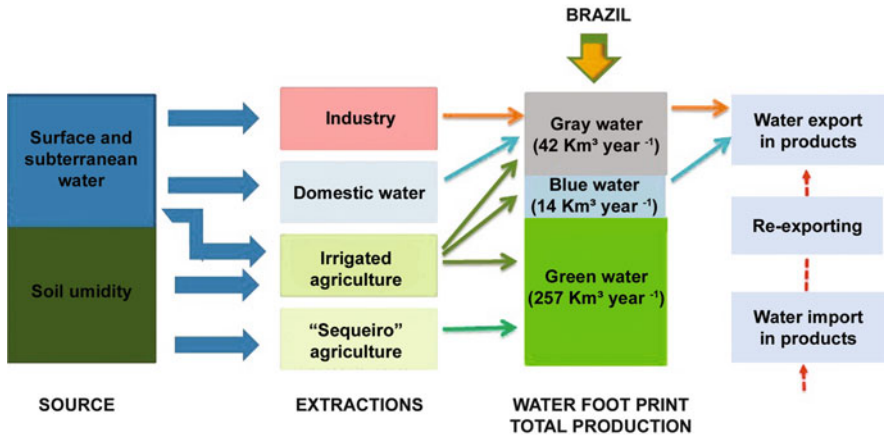 BRAZIL
Surface and
subterranean
water
Soil umidity
SOURCE
Industry
Domestic water
Irrigated
agriculture
“Sequeiro”
agriculture
EXTRACTIONS
Gray water
(42 Km³ year ⁻¹)
Blue water
(14 Km³ year ⁻¹)
Green water
(257 Km³ year ⁻¹)
WATER FOOT PRINT
TOTAL PRODUCTION
Water export
in products
Re-exporting
Water import
in products